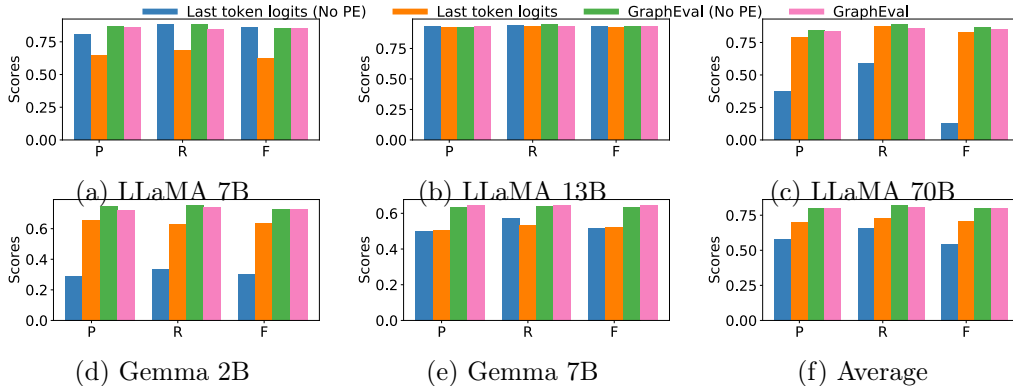 Last token logits (No PE) Last token logits GraphEval (No PE) GraphEval
Scores
0.75
0.50
0.25
0.00
P R F
(a) LLaMA 7B
Scores
0.75
0.50
0.25
0.00
P R F
(b) LLaMA 13B
Scores
0.75
0.50
0.25
0.00
P R F
(c) LLaMA 70B
Scores
0.6
0.4
0.2
0.0
P R F
(d) Gemma 2B
Scores
0.6
0.4
0.2
0.0
P R F
(e) Gemma 7B
Scores
0.75
0.50
0.25
0.00
P R F
(f) Average